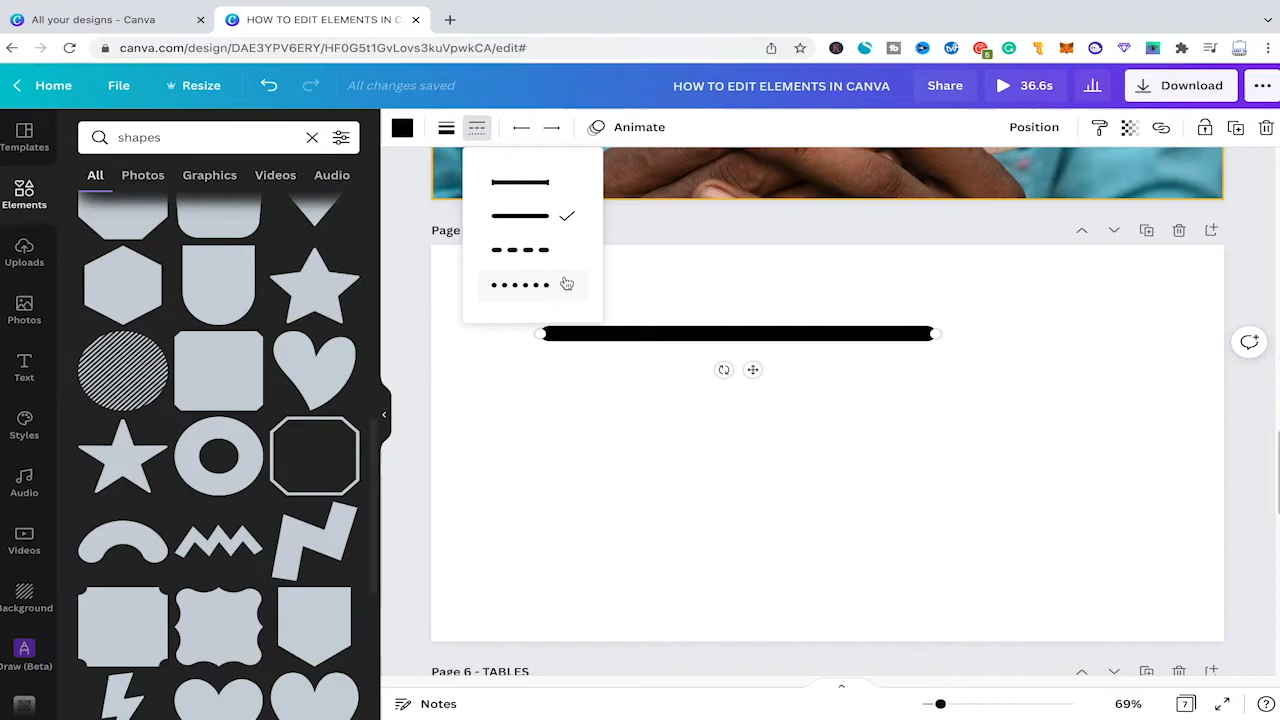 All your designs - Canva
HOW TO EDIT ELEMENTS IN C
canva.com/design/DAE3YPV6ERY/HF0G5t1GvLovs3kuVpwkCA/edit#
5
Home
File
Resize
All changes saved
HOW TO EDIT ELEMENTS IN CANVA
Share
36.6s
Download
Templates
shapes
Animate
Position
All
Photos
Graphics
Videos
Audio
Elements
Page
Uploads
Photos
Text
Styles
Audio
Videos
Background
Draw (Beta)
Page 6 - TABLES
Notes
69%
7